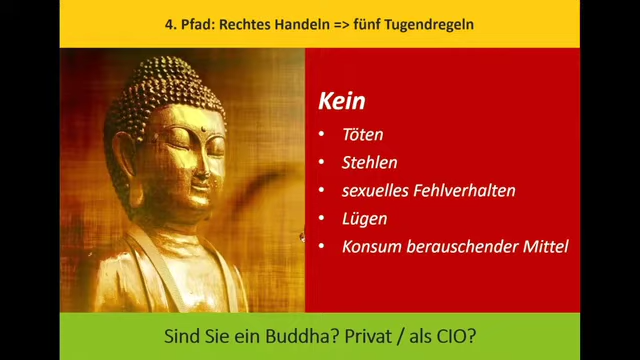 4. Pfad: Rechtes Handeln => fünf Tugendregeln
Kein
• Töten
• Stehlen
• sexuelles Fehlverhalten
• Lügen
• Konsum berauschender Mittel
Sind Sie ein Buddha? Privat / als CIO?